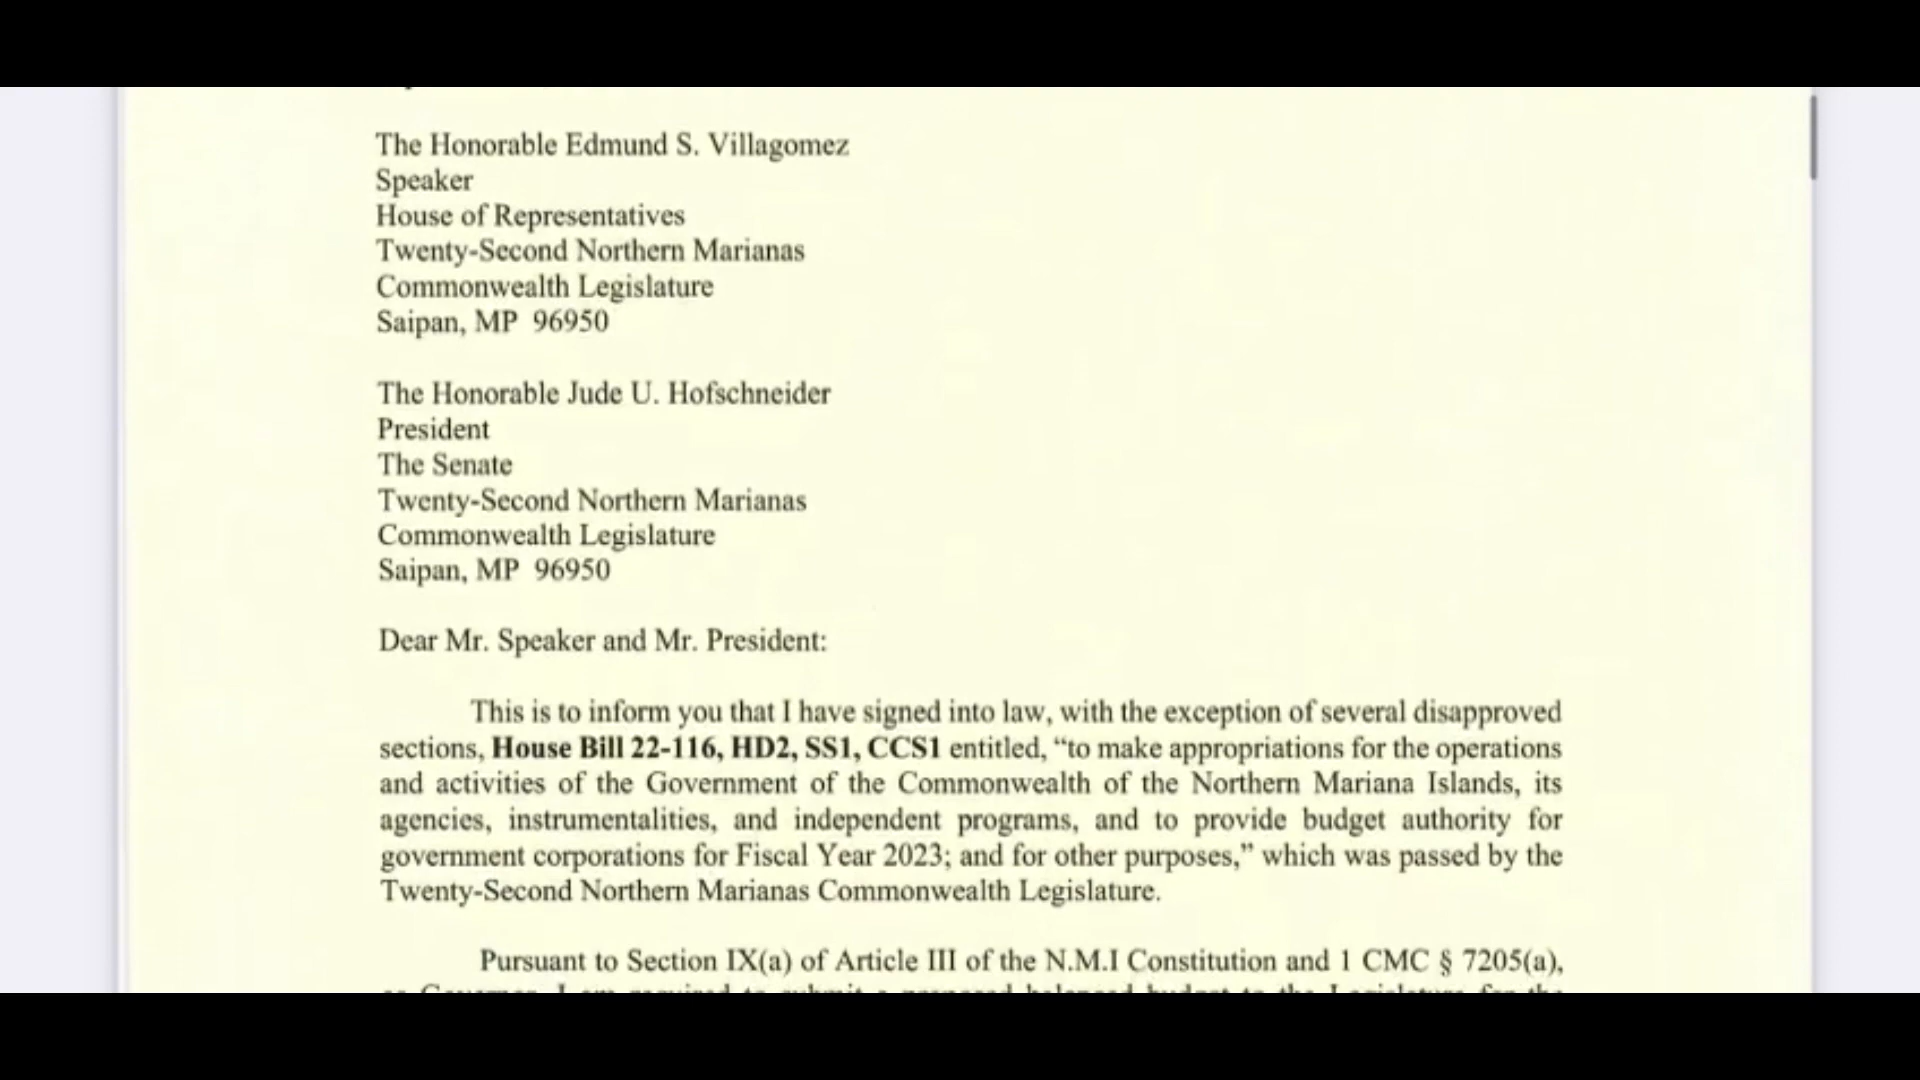 The Honorable Edmund S. Villagomez
Speaker
House of Representatives
Twenty-Second Northern Marianas
Commonwealth Legislature
Saipan, MP 96950
The Honorable Jude U. Hofschneider
President
The Senate
Twenty-Second Northern Marianas
Commonwealth Legislature
Saipan, MP 96950
Dear Mr. Speaker and Mr. President:
This is to inform you that I have signed into law, with the exception of several disapproved
sections, House Bill 22-116, HD2, SS1, CCS1 entitled, “to make appropriations for the operations
and activities of the Government of the Commonwealth of the Northern Mariana Islands, its
agencies, instrumentalities, and independent programs, and to provide budget authority for
government corporations for Fiscal Year 2023; and for other purposes,” which was passed by the
Twenty-Second Northern Marianas Commonwealth Legislature.
Pursuant to Section IX(a) of Article III of the N.M.I Constitution and 1 CMC § 7205(a),